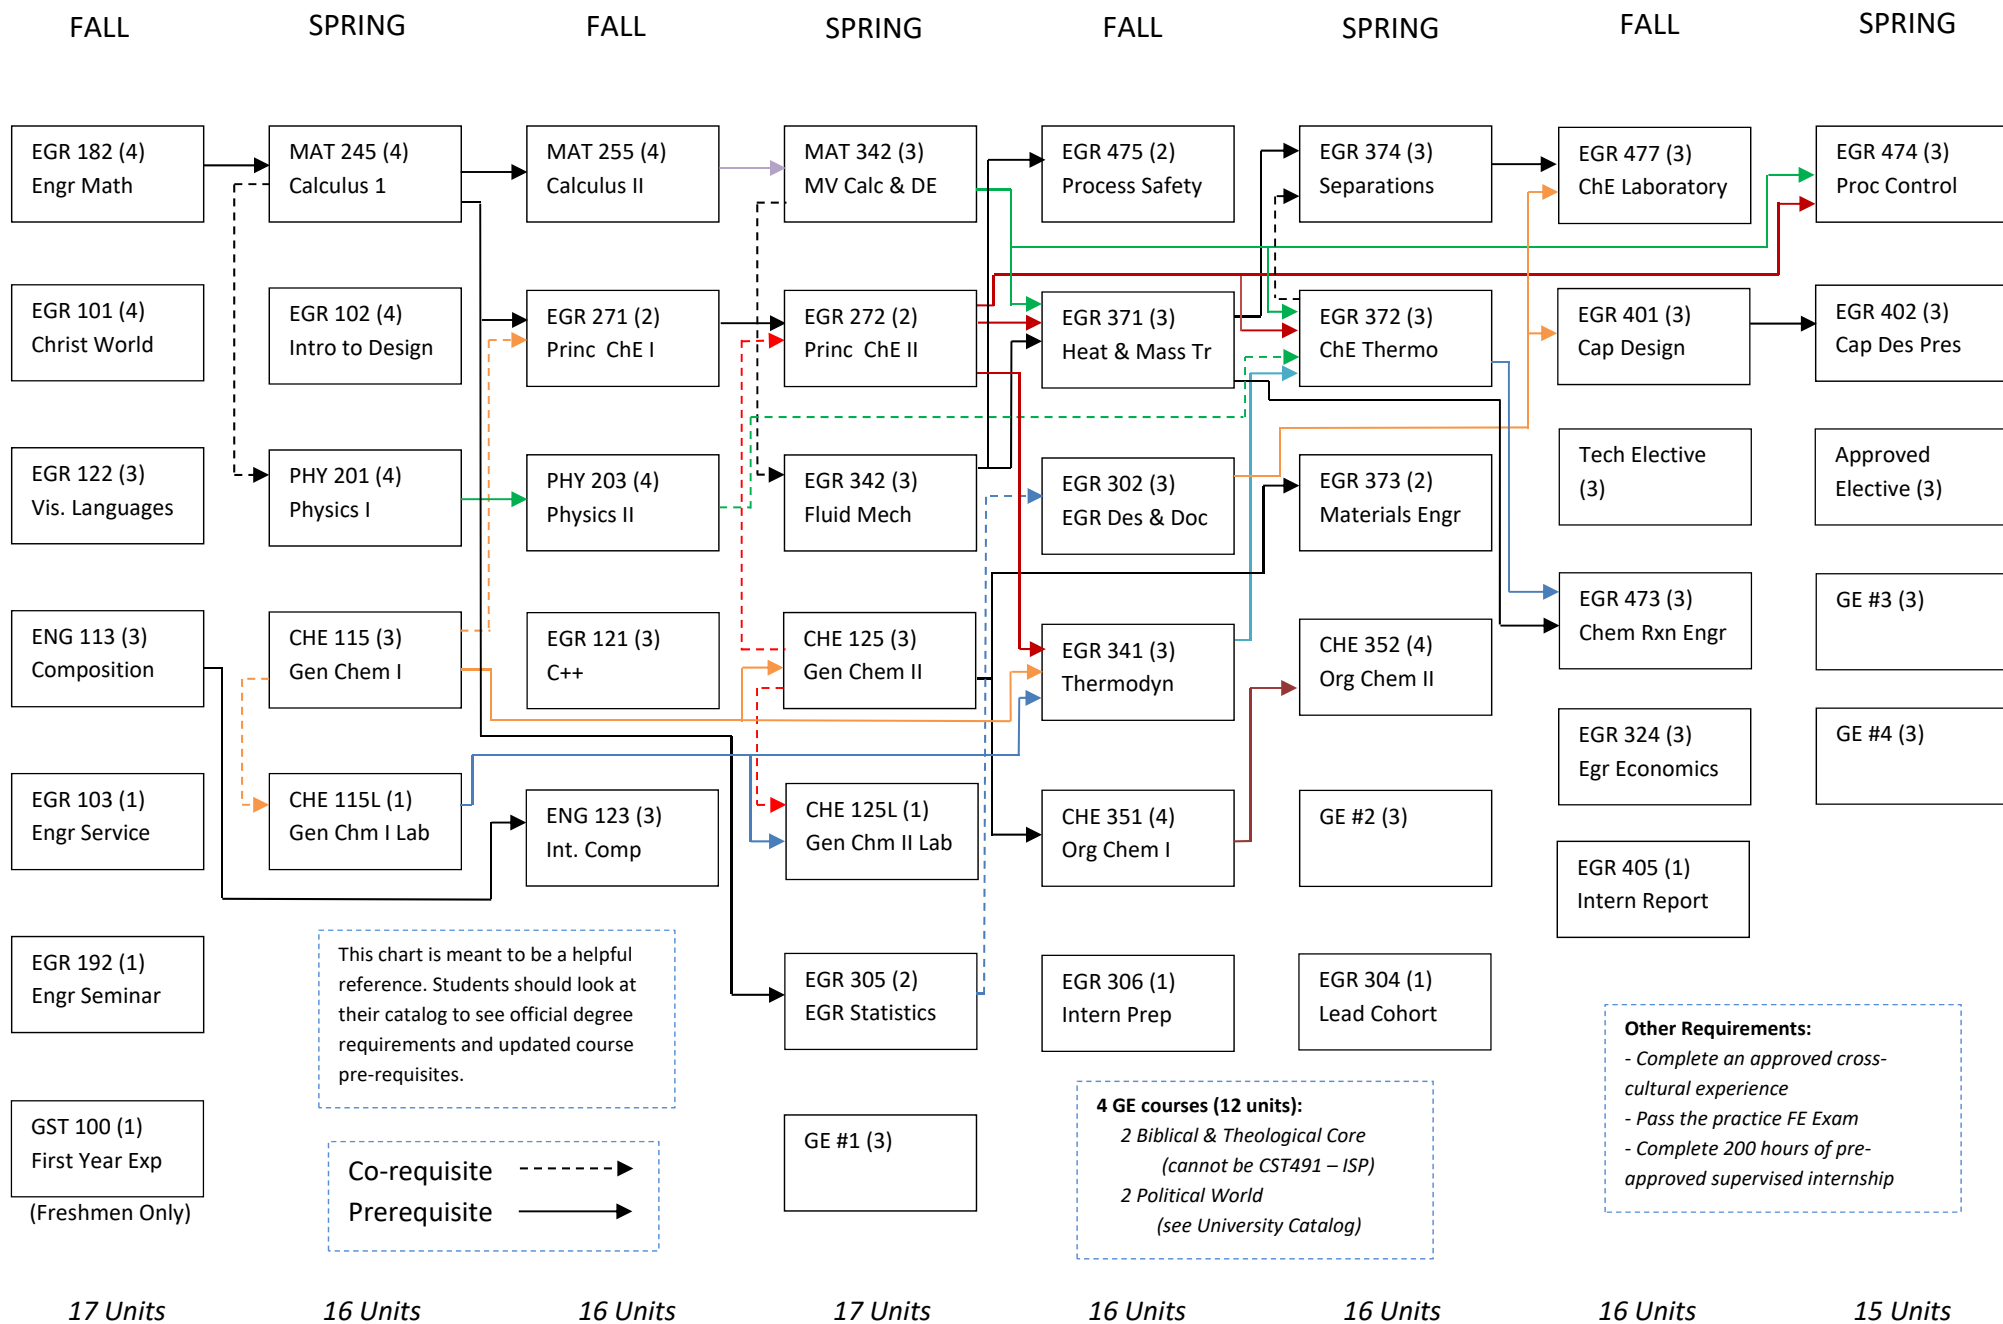 FALL
SPRING
FALL
SPRING
FALL
SPRING
FALL
SPRING
EGR 182 (4)
Engr Math
EGR 101 (4)
Christ World
EGR 122 (3)
Vis. Languages
ENG 113 (3)
Composition
EGR 103 (1)
Engr Service
EGR 192 (1)
Engr Seminar
GST 100 (1)
First Year Exp
(Freshmen Only)
MAT 245 (4)
Calculus 1
EGR 102 (4)
Intro to Design
PHY 201 (4)
Physics I
CHE 115 (3)
Gen Chem I
CHE 115L (1)
Gen Chm I Lab
MAT 255 (4)
Calculus II
EGR 271 (2)
Princ  ChE I
PHY 203 (4)
Physics II
EGR 121 (3)
C++
ENG 123 (3)
Int. Comp
This chart is meant to be a helpful
reference. Students should look at
their catalog to see official degree
requirements and updated course
pre-requisites.
Co-requisite
Prerequisite
MAT 342 (3)
MV Calc & DE
EGR 272 (2)
Princ  ChE II
EGR 342 (3)
Fluid Mech
CHE 125 (3)
Gen Chem II
CHE 125L (1)
Gen Chm II Lab
EGR 305 (2)
EGR Statistics
GE #1 (3)
EGR 475 (2)
Process Safety
EGR 371 (3)
Heat & Mass Tr
EGR 302 (3)
EGR Des & Doc
EGR 341 (3)
Thermodyn
CHE 351 (4)
Org Chem I
EGR 306 (1)
Intern Prep
EGR 374 (3)
Separations
EGR 372 (3)
ChE Thermo
EGR 373 (2)
Materials Engr
CHE 352 (4)
Org Chem II
GE #2 (3)
EGR 304 (1)
Lead Cohort
4 GE courses (12 units):
2 Biblical & Theological Core
(cannot be CST491 – ISP)
2 Political World
(see University Catalog)
EGR 477 (3)
ChE Laboratory
EGR 401 (3)
Cap Design
Tech Elective
(3)
EGR 473 (3)
Chem Rxn Engr
EGR 324 (3)
Egr Economics
EGR 405 (1)
Intern Report
EGR 474 (3)
Proc Control
EGR 402 (3)
Cap Des Pres
Approved
Elective (3)
GE #3 (3)
GE #4 (3)
Other Requirements:
- Complete an approved cross-
cultural experience
- Pass the practice FE Exam
- Complete 200 hours of pre-
approved supervised internship
17 Units
16 Units
16 Units
17 Units
16 Units
16 Units
16 Units
15 Units